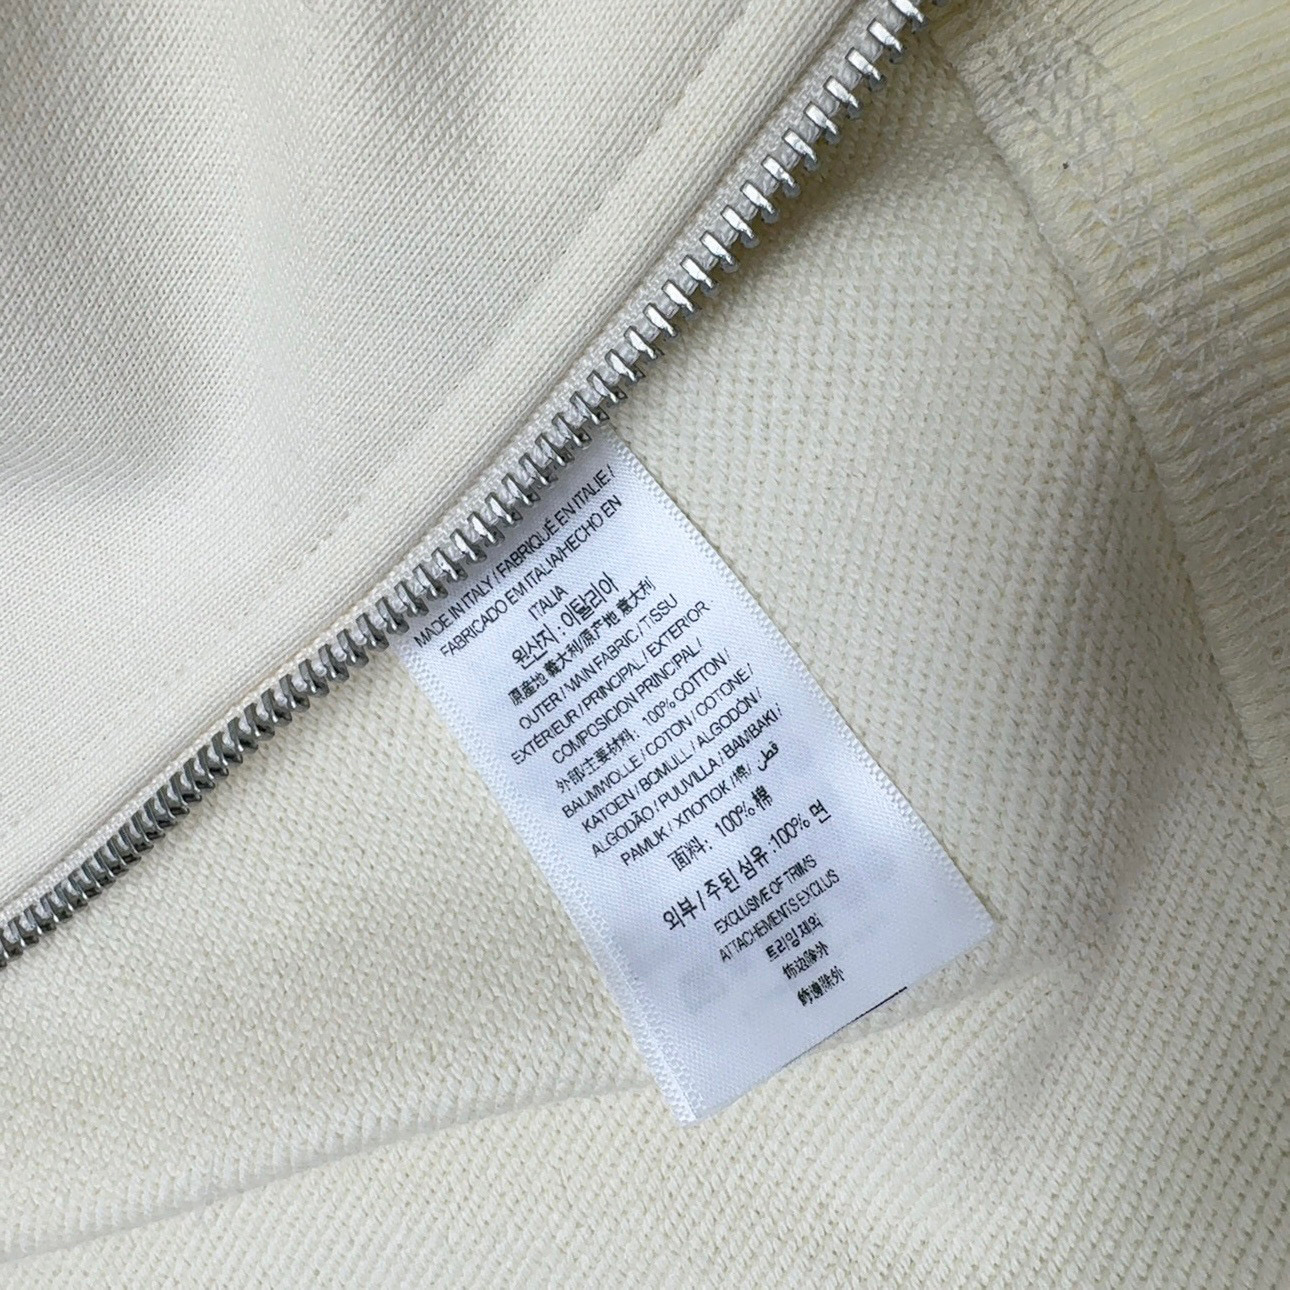 MADE IN ITALY / FABRIQUÉ EN ITALIE /
FABRICADO EM ITALIA/HECHO EN
ITALIA
원산지 : 이탈리아
原産地 義大利/原产地 意大利
OUTER / MAIN FABRIC / TISSU
EXTÉRIEUR / PRINCIPAL / EXTERIOR
COMPOSICION PRINCIPAL /
外部/主要材料: 100% COTTON /
BAUMWOLLE / COTON / COTONE /
KATOEN / BOMULL / ALGODÓN /
ALGODÃO / PUUVILLA / BAMBAKI /
PAMUK / ХЛОПОК /棉/ قطن
面料: 100% 棉
외부 / 주된 섬유 :100% 면
EXCLUSIVE OF TRIMS
ATTACHEMENTS EXCLUS
트리밍 제외
饰边除外
飾邊除外